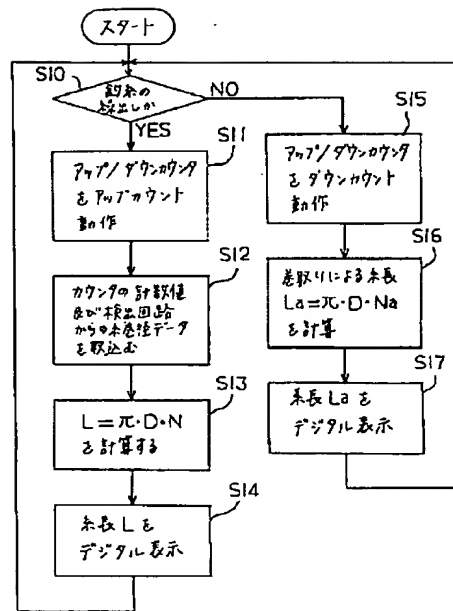 スタート
S10
釣糸の
繰出しか
NO
YES
S11
アップ/ダウンカウンタ
をアップカウント
動作
S12
カウンタの計数値
及び検出回路
からの糸巻径データ
を取込む
S13
L=π・D・N
を計算する
S14
糸長Lを
デジタル表示
S15
アップ/ダウンカウンタ
をダウンカウント
動作
S16
巻取りによる糸長
La=π・D・Na
を計算
S17
糸長Laを
デジタル表示